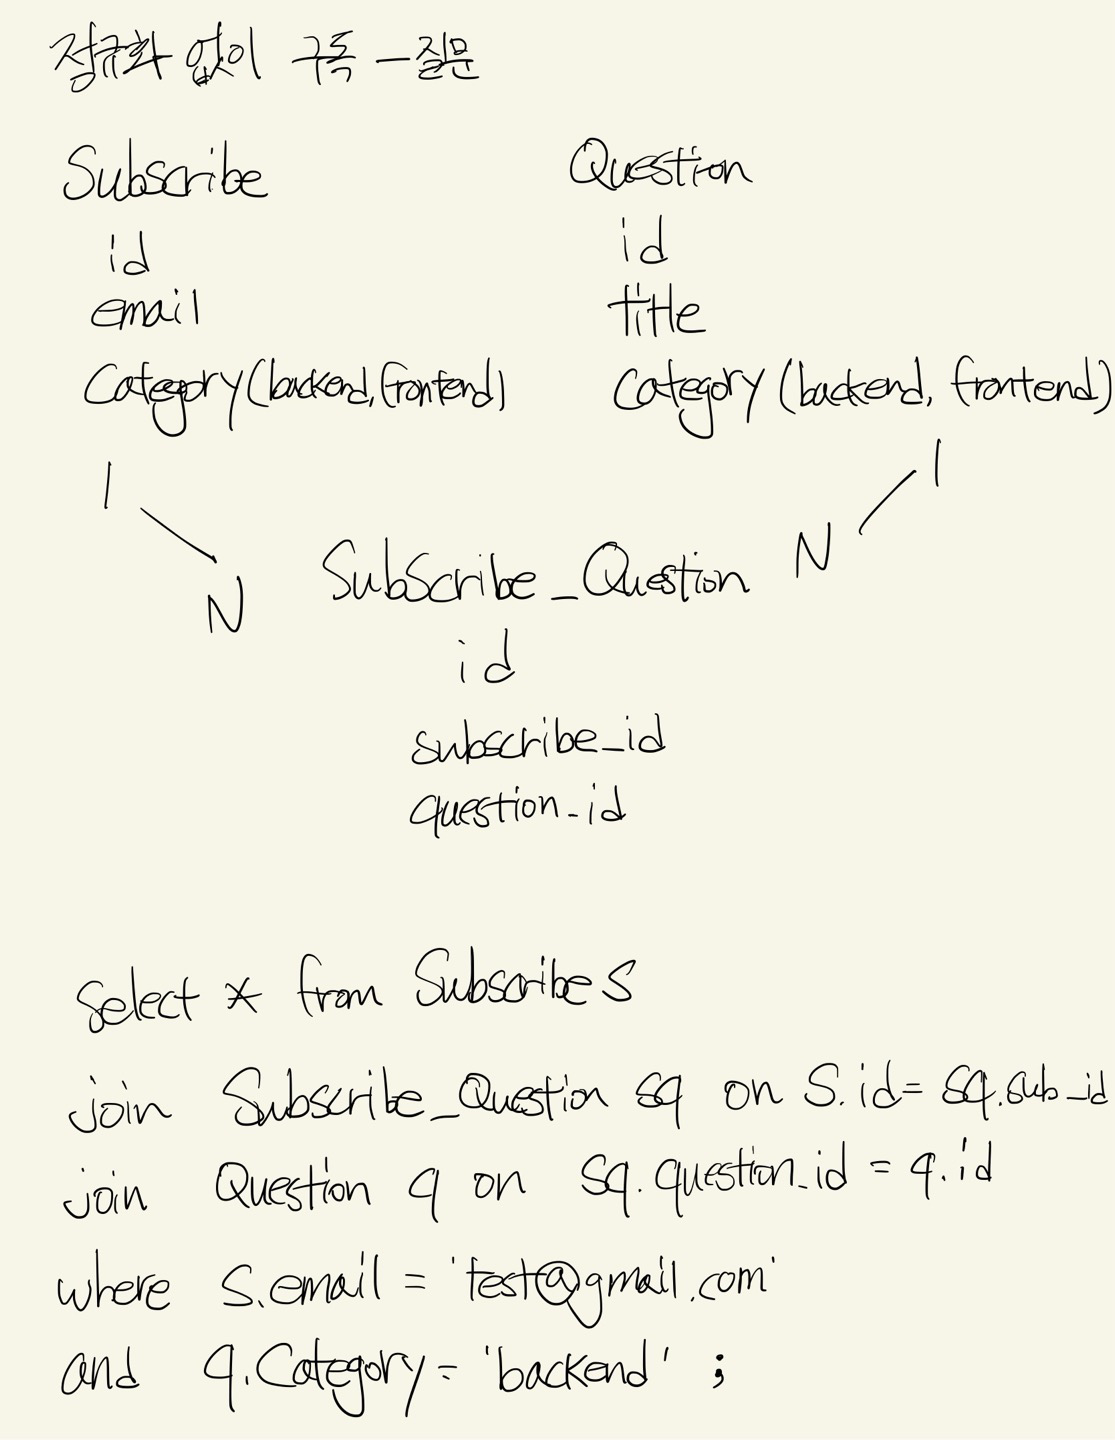 정규화 없이 구독 - 질문
Subscribe
id
email
Category (backend, frontend)
1
N
Question
id
title
Category (backend, frontend)
1
N
Subscribe_Question
id
subscribe_id
question_id
Select * from Subscribe S
join Subscribe_Question sq on S.id = sq.sub_id
join Question q on sq.question_id = q.id
where S.email = 'test@gmail.com'
and q.Category = 'backend' ;